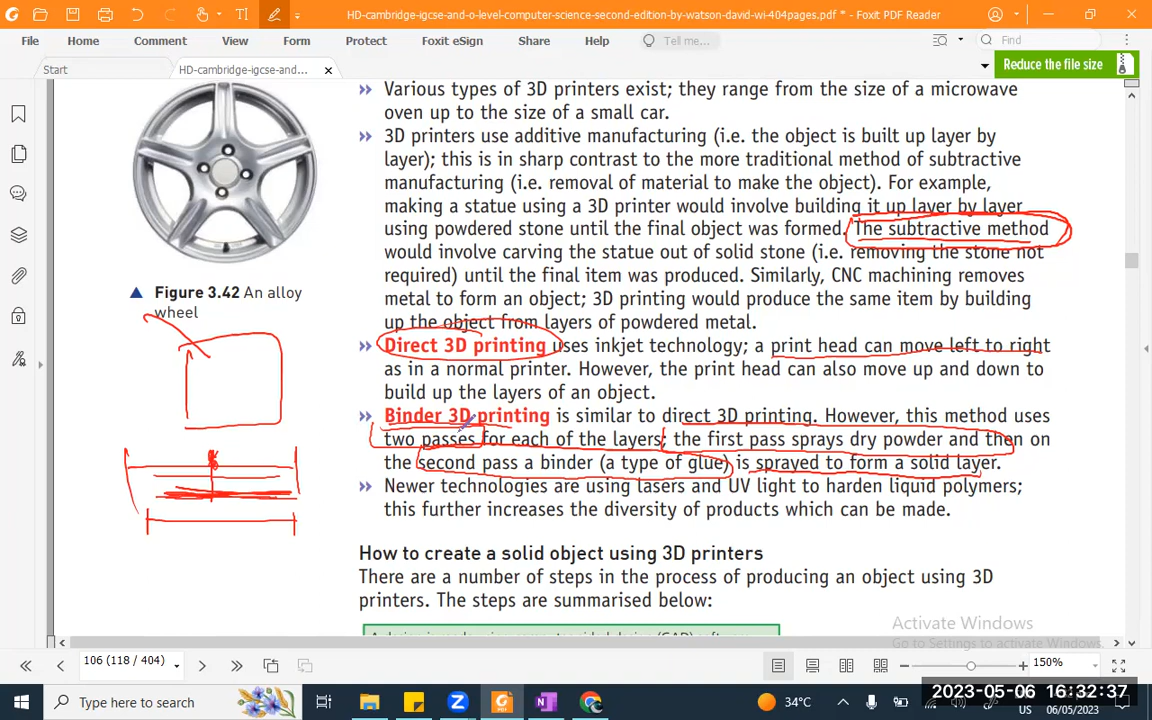 HD-cambridge-igcse-and-o-level-computer-science-second-edition-by-watson-david-wi-404pages.pdf * - Foxit PDF Reader
File Home Comment View Form Protect Foxit eSign Share Help Tell me... Find
Start HD-cambridge-igcse-and-... Reduce the file size
Various types of 3D printers exist; they range from the size of a microwave
oven up to the size of a small car.
3D printers use additive manufacturing (i.e. the object is built up layer by
layer); this is in sharp contrast to the more traditional method of subtractive
manufacturing (i.e. removal of material to make the object). For example,
making a statue using a 3D printer would involve building it up layer by layer
using powdered stone until the final object was formed. The subtractive method
would involve carving the statue out of solid stone (i.e. removing the stone not
required) until the final item was produced. Similarly, CNC machining removes
metal to form an object; 3D printing would produce the same item by building
up the object from layers of powdered metal.
Figure 3.42 An alloy
wheel
Direct 3D printing uses inkjet technology; a print head can move left to right
as in a normal printer. However, the print head can also move up and down to
build up the layers of an object.
Binder 3D printing is similar to direct 3D printing. However, this method uses
two passes for each of the layers; the first pass sprays dry powder and then on
the second pass a binder (a type of glue) is sprayed to form a solid layer.
Newer technologies are using lasers and UV light to harden liquid polymers;
this further increases the diversity of products which can be made.
How to create a solid object using 3D printers
There are a number of steps in the process of producing an object using 3D
printers. The steps are summarised below:
Activate Windows
Go to Settings to activate Windows.
106 (118 / 404) 150%
Type here to search 34°C US 06/05/2023
2023-05-06 16:32:37